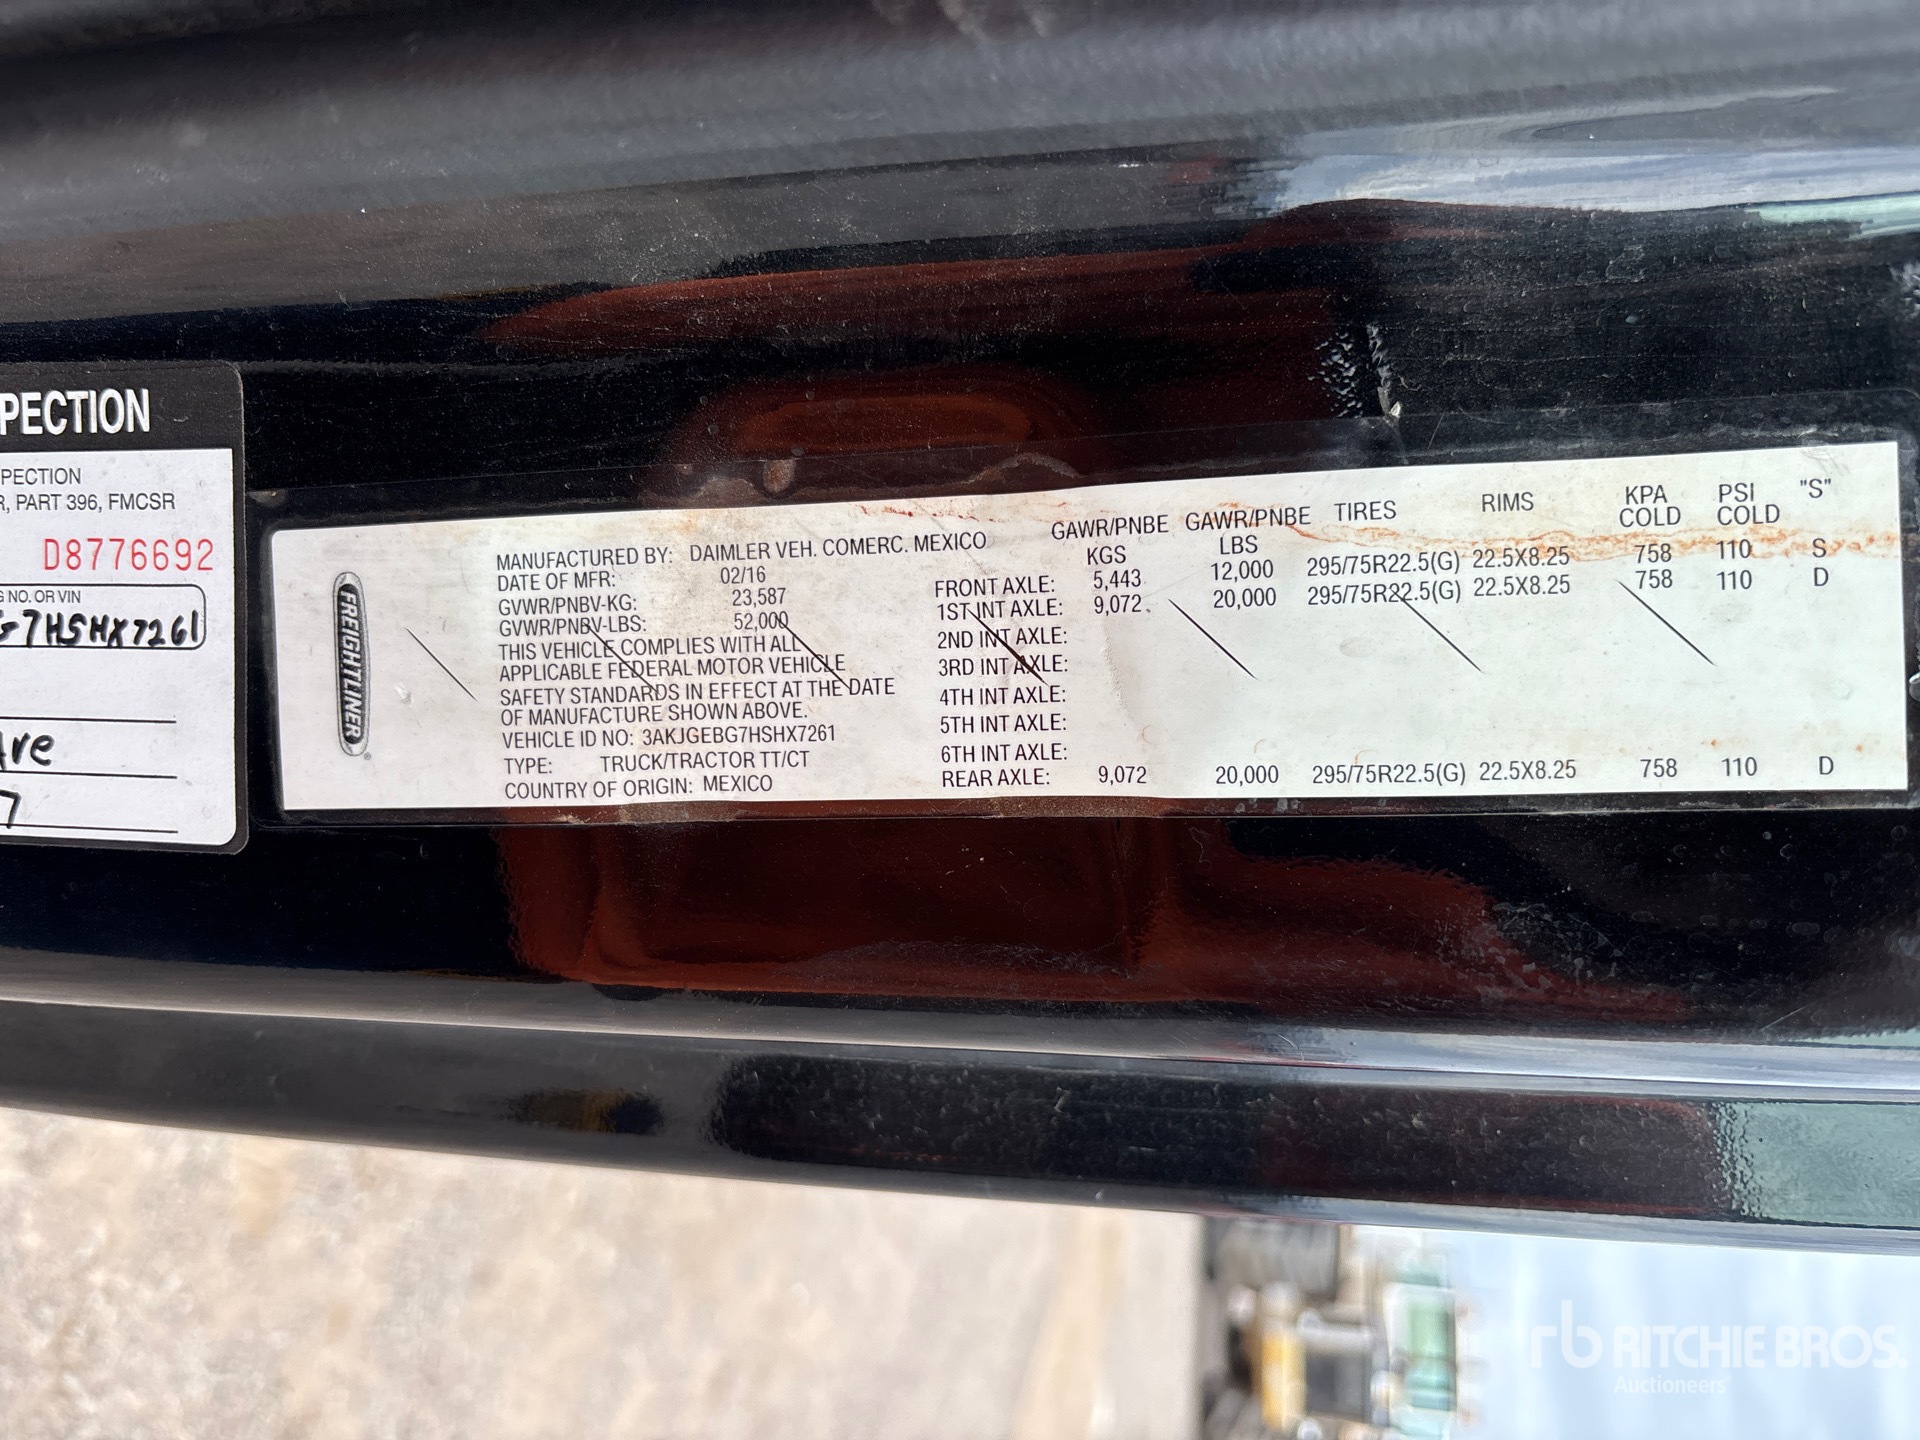 PECTION
PECTION
R, PART 396, FMCSR
D8776692
G NO. OR VIN
G7HSHX7261
Ave
7
FREIGHTLINER
®
MANUFACTURED BY: DAIMLER VEH. COMERC. MEXICO
DATE OF MFR: 02/16
GVWR/PNBV-KG: 23,587
GVWR/PNBV-LBS: 52,000
THIS VEHICLE COMPLIES WITH ALL
APPLICABLE FEDERAL MOTOR VEHICLE
SAFETY STANDARDS IN EFFECT AT THE DATE
OF MANUFACTURE SHOWN ABOVE.
VEHICLE ID NO: 3AKJGEBG7HSHX7261
TYPE: TRUCK/TRACTOR TT/CT
COUNTRY OF ORIGIN: MEXICO
GAWR/PNBE GAWR/PNBE TIRES RIMS KPA PSI "S"
KGS LBS COLD COLD
FRONT AXLE: 5,443 12,000 295/75R22.5(G) 22.5X8.25 758 110 S
1ST INT AXLE: 9,072 20,000 295/75R22.5(G) 22.5X8.25 758 110 D
2ND INT AXLE:
3RD INT AXLE:
4TH INT AXLE:
5TH INT AXLE:
6TH INT AXLE:
REAR AXLE: 9,072 20,000 295/75R22.5(G) 22.5X8.25 758 110 D
rb RITCHIE BROS.
Auctioneers